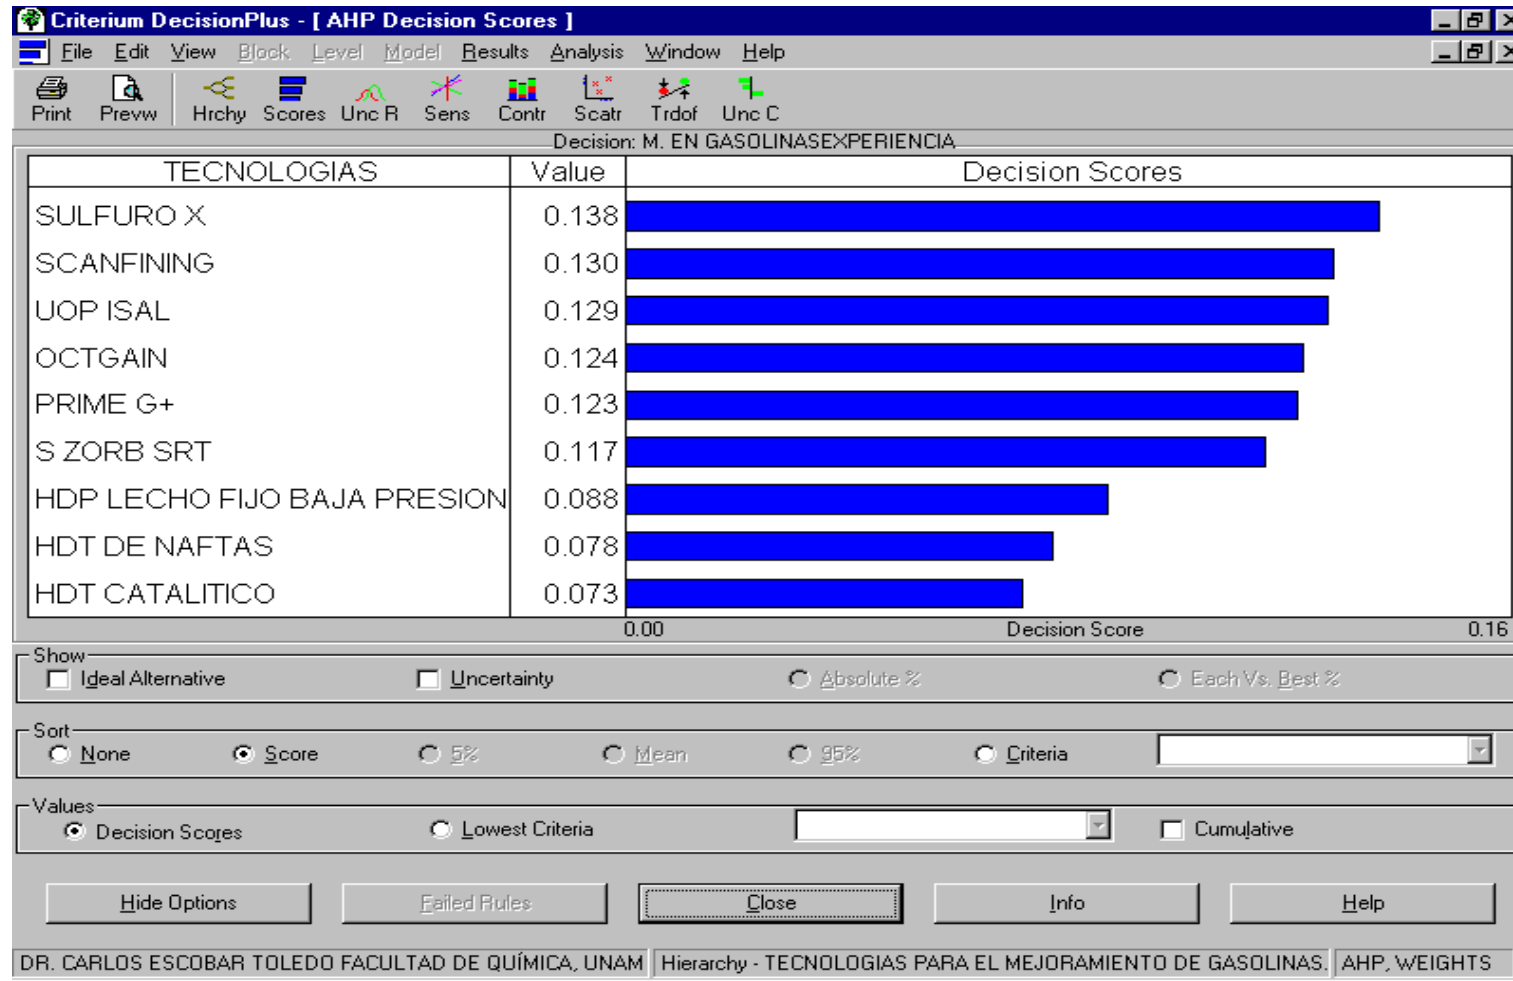 Criterium DecisionPlus - [ AHP Decision Scores ]
File Edit View Block Level Model Results Analysis Window Help
Print Prevw Hrchy Scores Unc R Sens Contr Scatr Trdof Unc C
Decision: M. EN GASOLINASEXPERIENCIA
TECNOLOGIAS Value Decision Scores
SULFURO X 0.138
SCANFINING 0.130
UOP ISAL 0.129
OCTGAIN 0.124
PRIME G+ 0.123
S ZORB SRT 0.117
HDP LECHO FIJO BAJA PRESION 0.088
HDT DE NAFTAS 0.078
HDT CATALITICO 0.073
0.00 Decision Score 0.16
Show
Ideal Alternative Uncertainty Absolute % Each Vs. Best %
Sort
None Score 5% Mean 95% Criteria
Values
Decision Scores Lowest Criteria Cumulative
Hide Options Failed Rules Close Info Help
DR. CARLOS ESCOBAR TOLEDO FACULTAD DE QUÍMICA, UNAM Hierarchy - TECNOLOGIAS PARA EL MEJORAMIENTO DE GASOLINAS. AHP, WEIGHTS